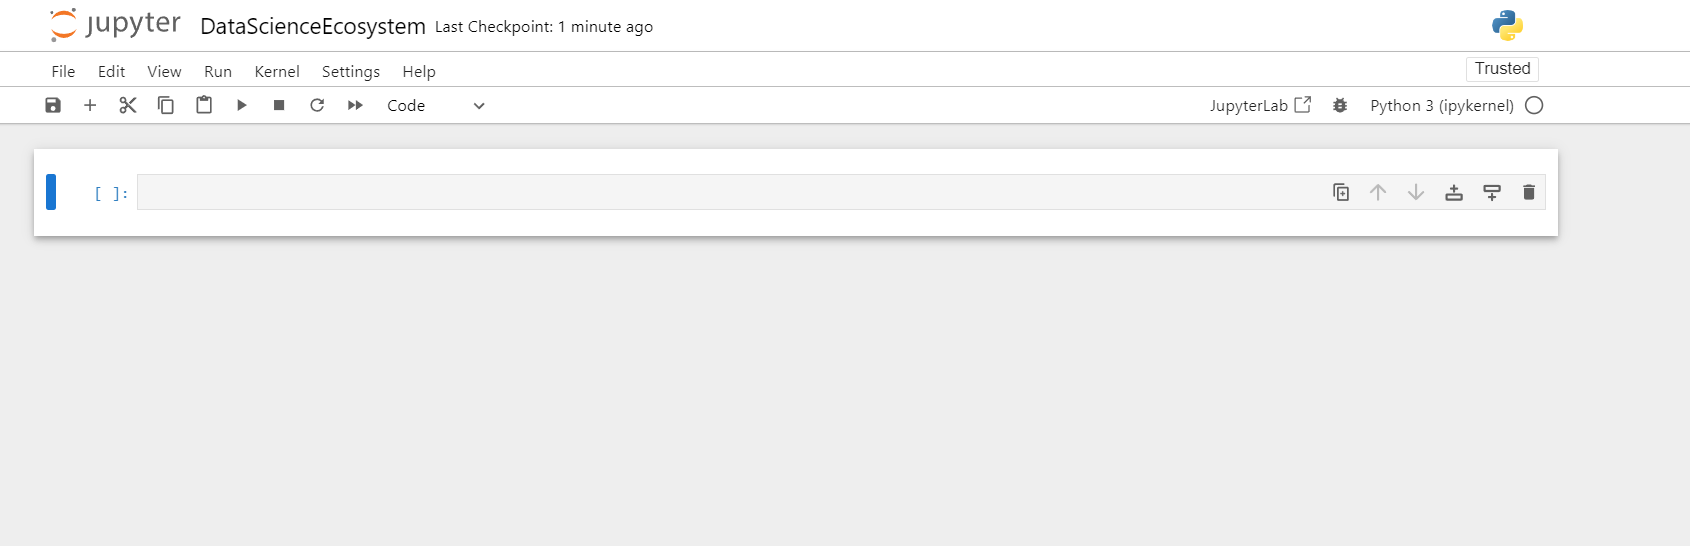 jupyter DataScienceEcosystem Last Checkpoint: 1 minute ago
File Edit View Run Kernel Settings Help Trusted
Code JupyterLab Python 3 (ipykernel)
[ ]: